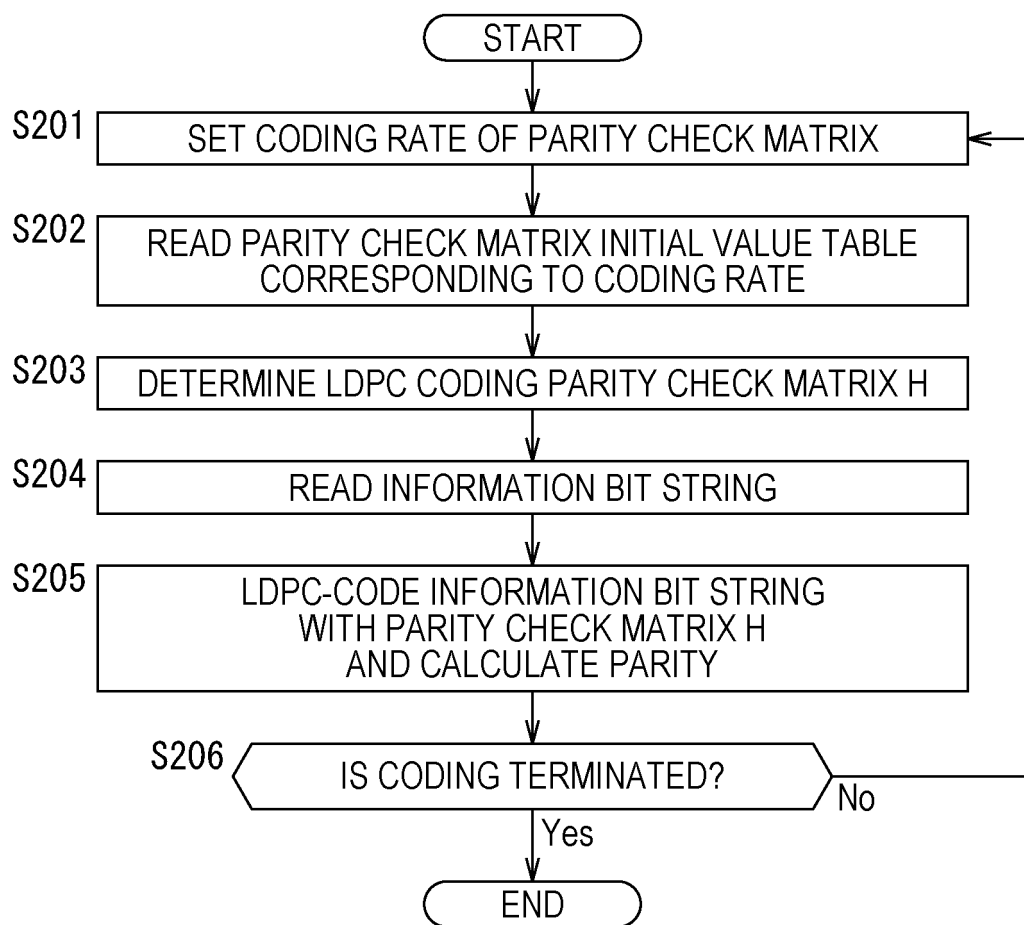 START
S201
SET CODING RATE OF PARITY CHECK MATRIX
S202
READ PARITY CHECK MATRIX INITIAL VALUE TABLE
CORRESPONDING TO CODING RATE
S203
DETERMINE LDPC CODING PARITY CHECK MATRIX H
S204
READ INFORMATION BIT STRING
S205
LDPC-CODE INFORMATION BIT STRING
WITH PARITY CHECK MATRIX H
AND CALCULATE PARITY
S206
IS CODING TERMINATED?
No
Yes
END